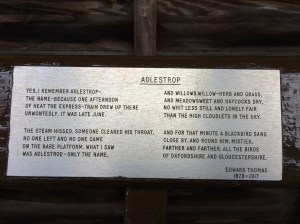 ADLESTROP
YES, I REMEMBER ADLESTROP-
THE NAME-BECAUSE ONE AFTERNOON
OF HEAT THE EXPRESS-TRAIN DREW UP THERE
UNWONTEDLY. IT WAS LATE JUNE.
THE STEAM HISSED. SOMEONE CLEARED HIS THROAT,
NO ONE LEFT AND NO ONE CAME
ON THE BARE PLATFORM. WHAT I SAW
WAS ADLESTROP - ONLY THE NAME.
AND WILLOWS, WILLOW-HERB AND GRASS,
AND MEADOWSWEET AND HAYCOCKS DRY,
NO WHIT LESS STILL AND LONELY FAIR
THAN THE HIGH CLOUDLETS IN THE SKY.
AND FOR THAT MINUTE A BLACKBIRD SANG
CLOSE BY, AND ROUND HIM, MISTIER,
FARTHER AND FARTHER, ALL THE BIRDS
OF OXFORDSHIRE AND GLOUCESTERSHIRE.
EDWARD THOMAS
1878-1917